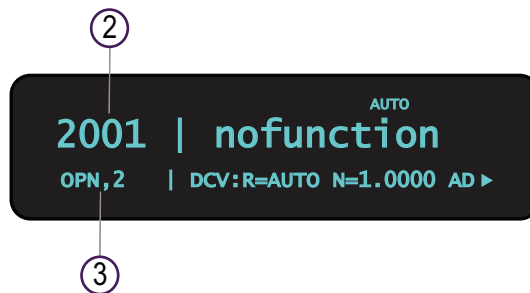 2
AUTO
2001 | nofunction
OPN,2 | DCV:R=AUTO N=1.0000 AD ▶
3